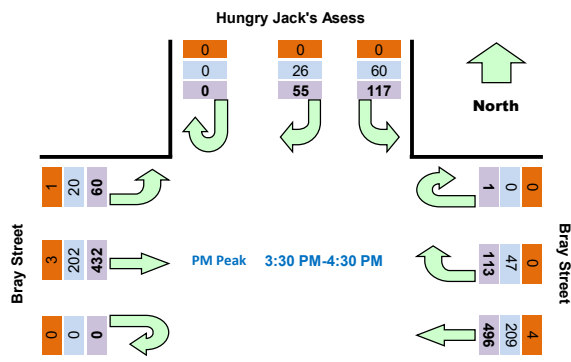 Hungry Jack's Asess
0 0 0
0 26 60
0 55 117
North
1 20 60
1 0 0
Bray Street
3 202 432
PM Peak 3:30 PM-4:30 PM
113 47 0
Bray Street
0 0 0
496 209 4